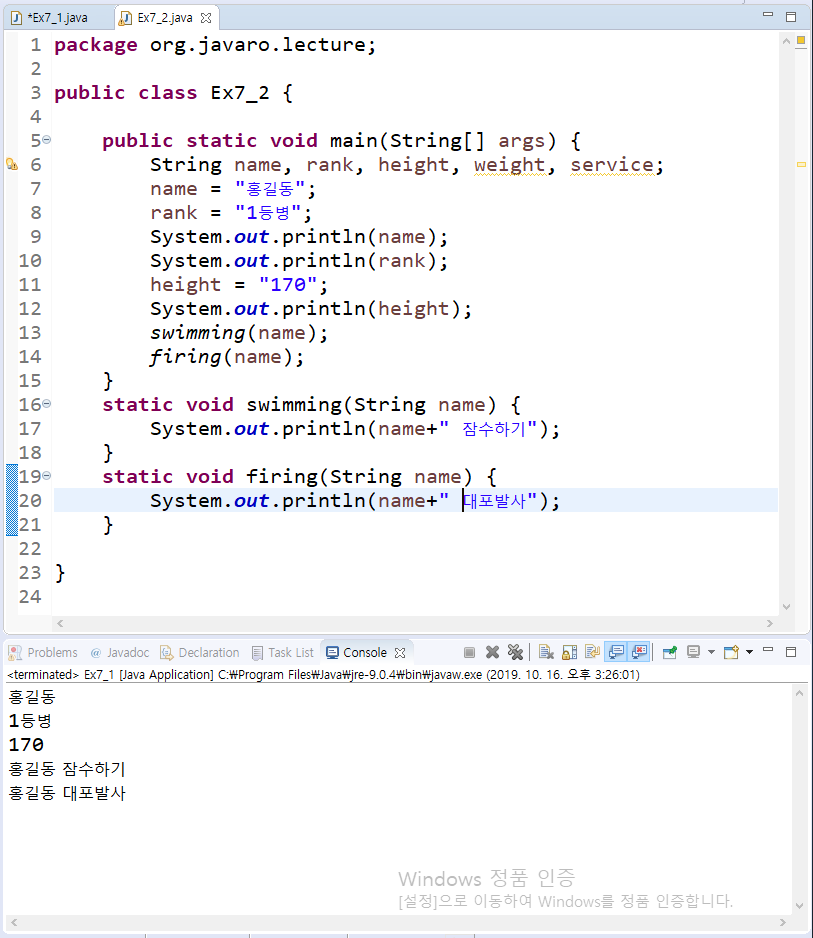 *Ex7_1.java Ex7_2.java
1 package org.javaro.lecture;
2
3 public class Ex7_2 {
4
5 public static void main(String[] args) {
6 String name, rank, height, weight, service;
7 name = "홍길동";
8 rank = "1등병";
9 System.out.println(name);
10 System.out.println(rank);
11 height = "170";
12 System.out.println(height);
13 swimming(name);
14 firing(name);
15 }
16 static void swimming(String name) {
17 System.out.println(name+" 잠수하기");
18 }
19 static void firing(String name) {
20 System.out.println(name+" 대포발사");
21 }
22
23 }
24
Problems @ Javadoc Declaration Task List Console
<terminated> Ex7_1 [Java Application] C:₩Program Files₩Java₩jre-9.0.4₩bin₩javaw.exe (2019. 10. 16. 오후 3:26:01)
홍길동
1등병
170
홍길동 잠수하기
홍길동 대포발사
Windows 정품 인증
[설정]으로 이동하여 Windows를 정품 인증합니다.